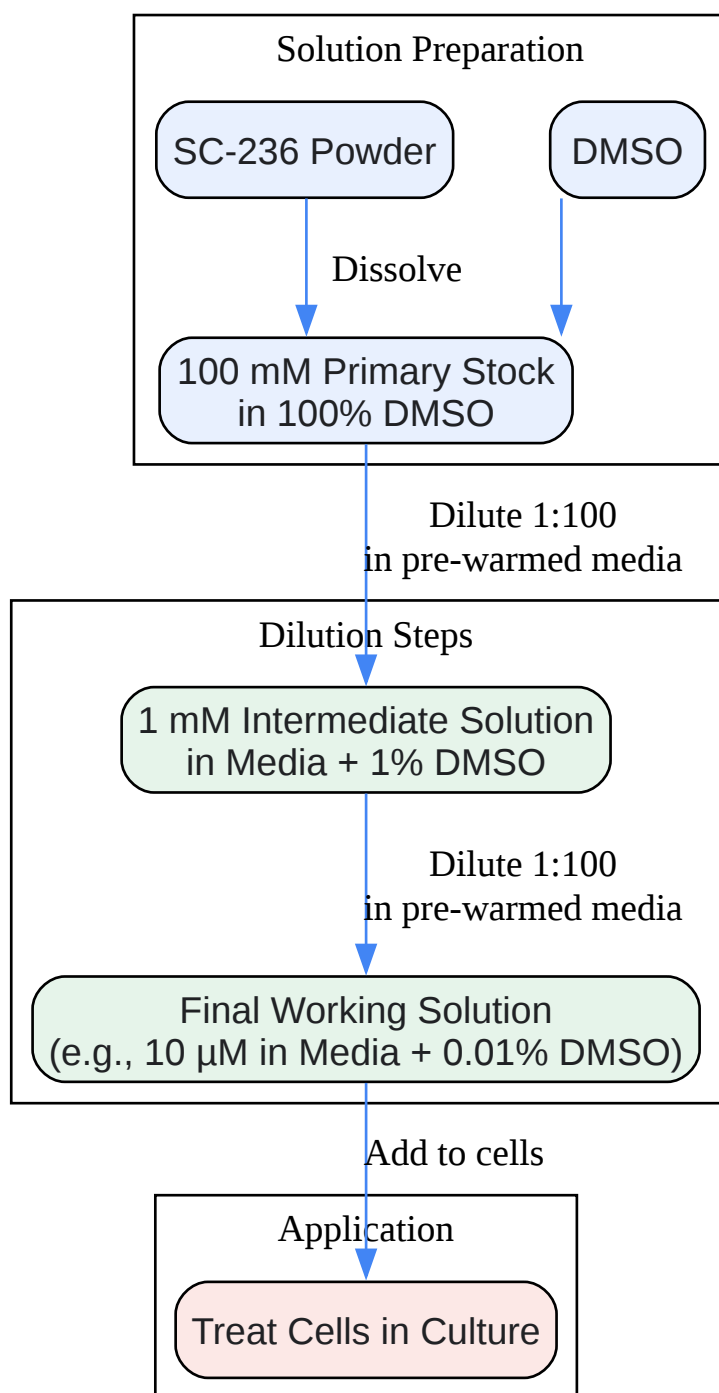 Solution Preparation
SC-236 Powder
DMSO
Dissolve
100 mM Primary Stock
in 100% DMSO
Dilute 1:100
in pre-warmed media
Dilution Steps
1 mM Intermediate Solution
in Media + 1% DMSO
Dilute 1:100
in pre-warmed media
Final Working Solution
(e.g., 10 µM in Media + 0.01% DMSO)
Add to cells
Application
Treat Cells in Culture